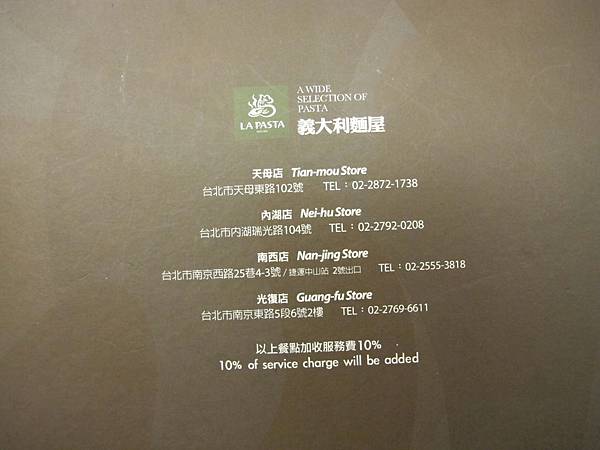 LA PASTA
A WIDE
SELECTION OF
PASTA
義大利麵屋
天母店 Tian-mou Store
台北市天母東路102號 TEL：02-2872-1738
內湖店 Nei-hu Store
台北市內湖瑞光路104號 TEL：02-2792-0208
南西店 Nan-jing Store
台北市南京西路25巷4-3號 / 捷運中山站 2號出口 TEL：02-2555-3818
光復店 Guang-fu Store
台北市南京東路5段6號2樓 TEL：02-2769-6611
以上餐點加收服務費10%
10% of service charge will be added